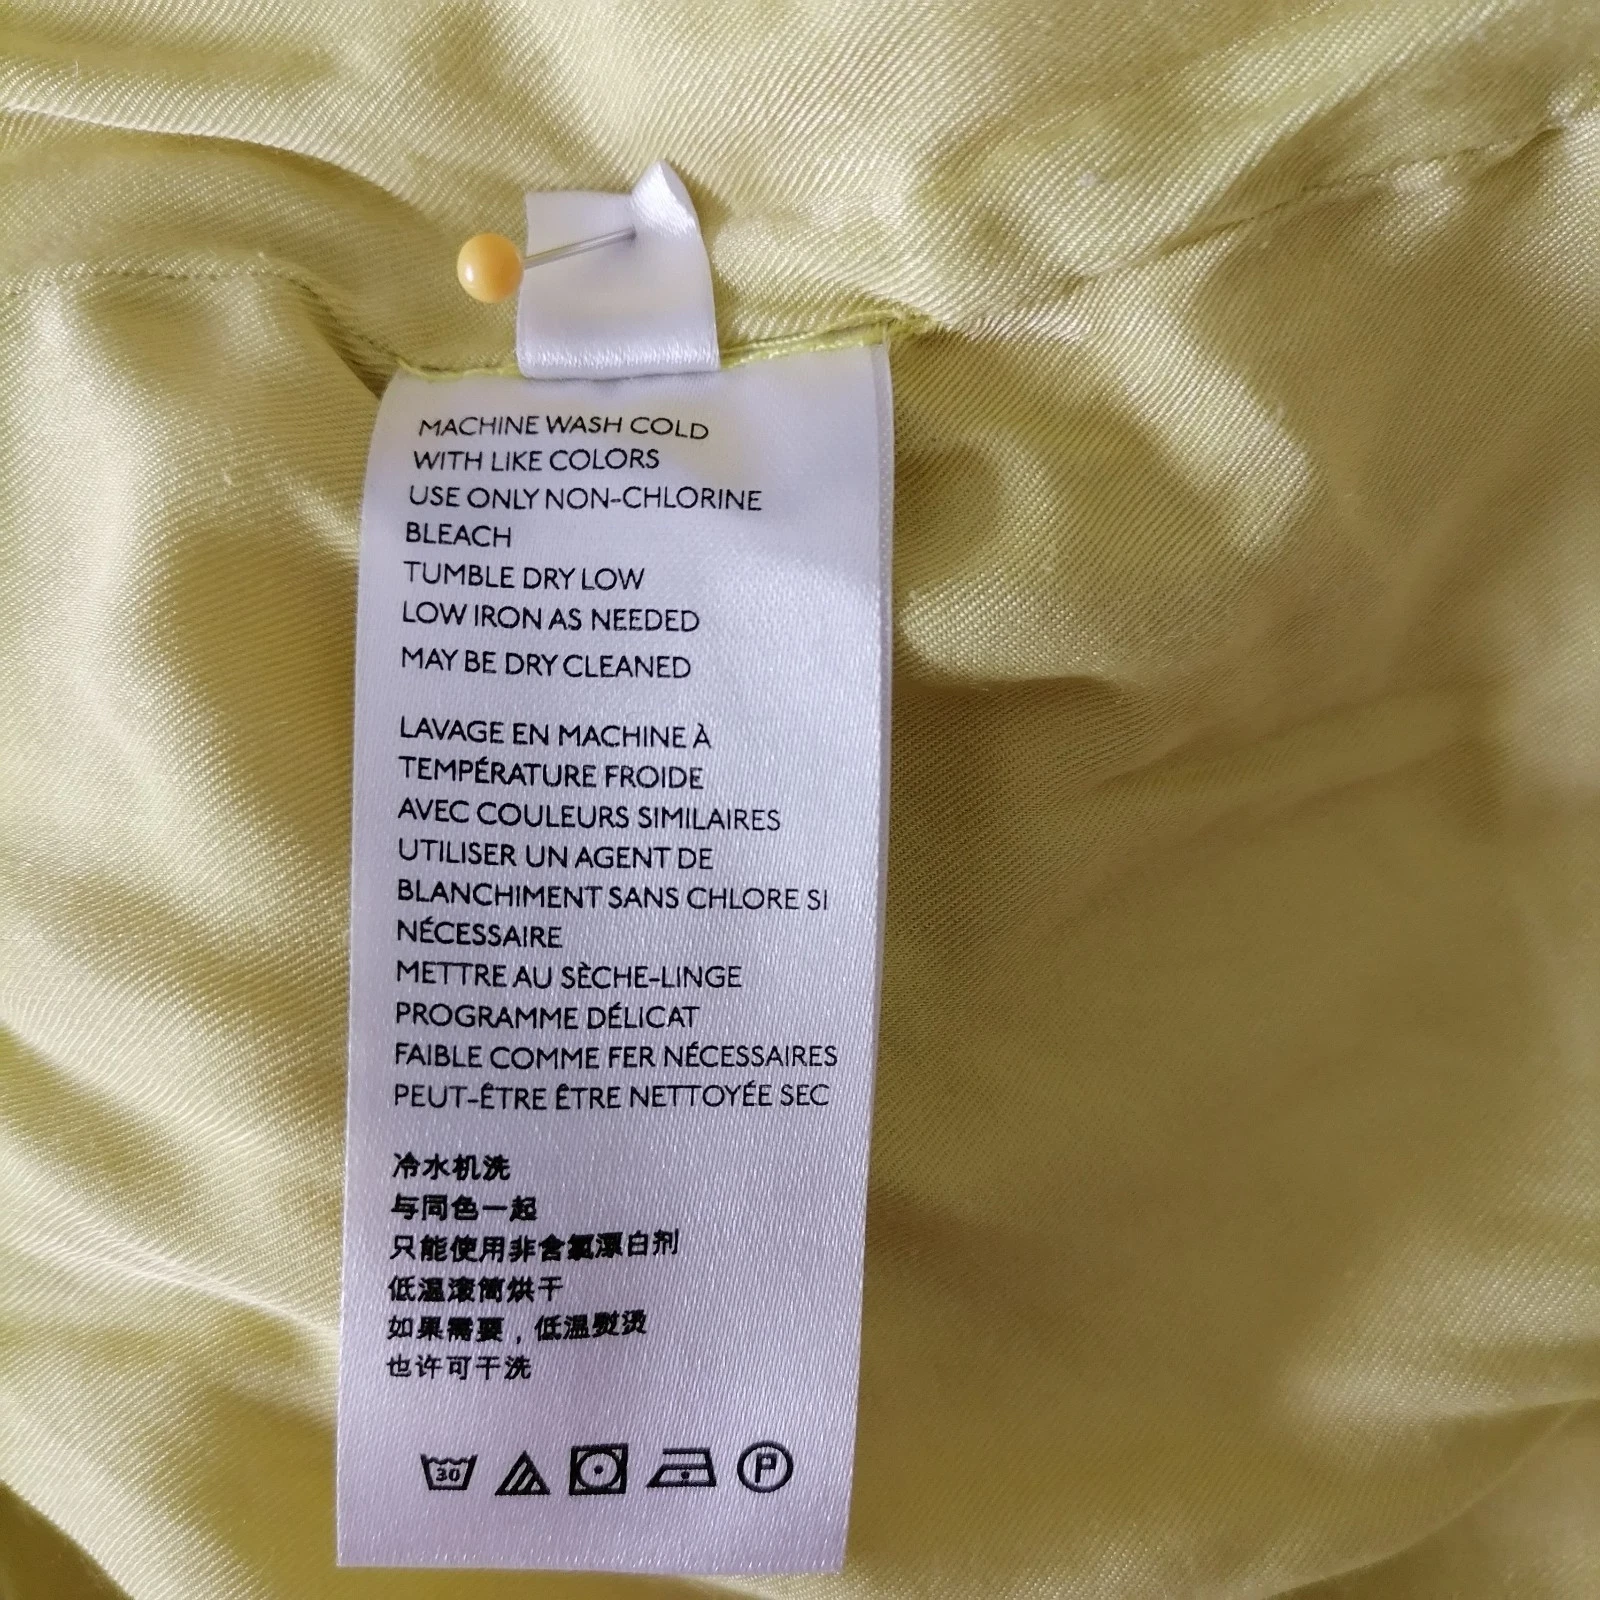 MACHINE WASH COLD
WITH LIKE COLORS
USE ONLY NON-CHLORINE
BLEACH
TUMBLE DRY LOW
LOW IRON AS NEEDED
MAY BE DRY CLEANED
LAVAGE EN MACHINE À
TEMPÉRATURE FROIDE
AVEC COULEURS SIMILAIRES
UTILISER UN AGENT DE
BLANCHIMENT SANS CHLORE SI
NÉCESSAIRE
METTRE AU SÈCHE-LINGE
PROGRAMME DÉLICAT
FAIBLE COMME FER NÉCESSAIRES
PEUT-ÊTRE ÊTRE NETTOYÉE SEC
冷水机洗
与同色一起
只能使用非含氯漂白剂
低温滚筒烘干
如果需要，低温熨烫
也许可干洗
30 P